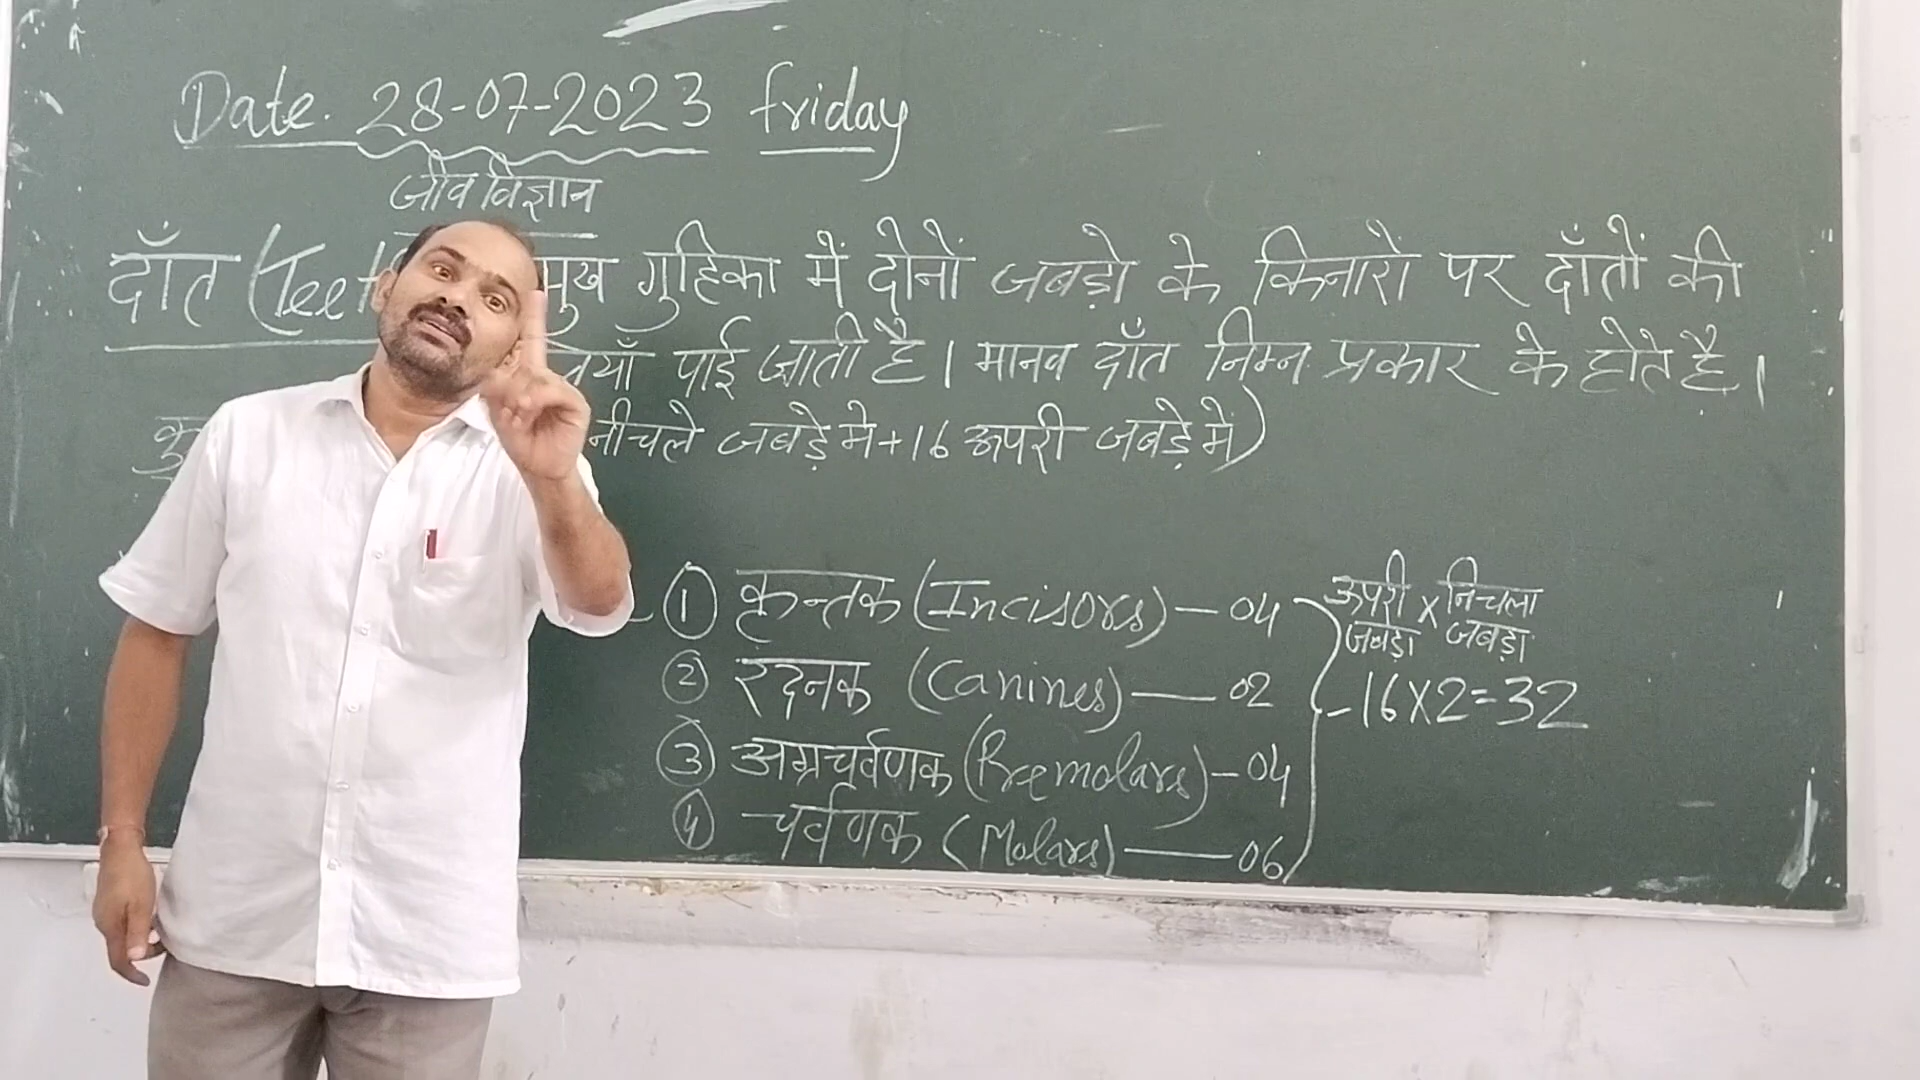 Date. 28-07-2023 friday
जीव विज्ञान
दाँत (Teet मुख गुहिका में दोनों जबड़ो के किनारों पर दाँतों की
पाई जाती है। मानव दाँत निम्न प्रकार के होते है।
नीचले जबड़े मे+16 ऊपरी जबड़े में)
① कृन्तक (Incisors) — 04
② रदनक (Canines) — 02
③ अग्रचर्वणक (Premolars) - 04
④ चर्वणक (Molars) — 06
ऊपरी x निचला
जबड़ा जबड़ा
- 16x2=32